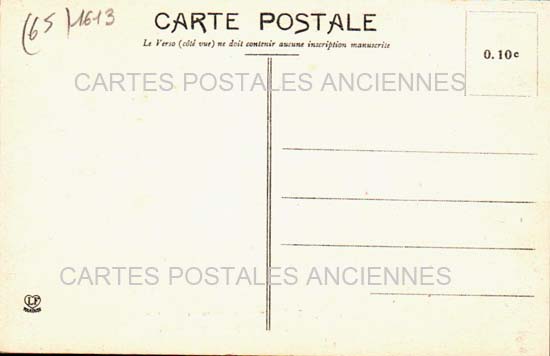 (65) 1613
CARTE POSTALE
Le Verso (côté vue) ne doit contenir aucune inscription manuscrite
0.10c
CARTES POSTALES ANCIENNES
CARTES POSTALES ANCIENNES
LF